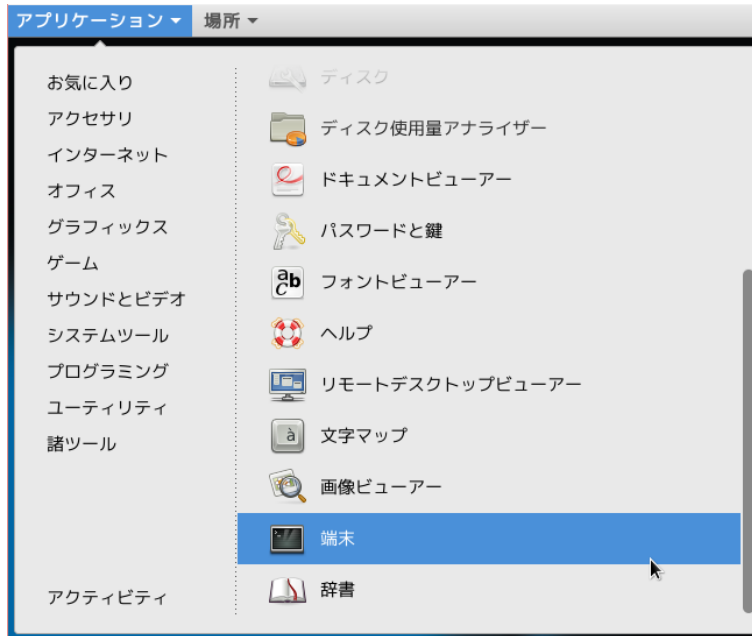 アプリケーション
場所
お気に入り
アクセサリ
インターネット
オフィス
グラフィックス
ゲーム
サウンドとビデオ
システムツール
プログラミング
ユーティリティ
諸ツール
アクティビティ
ディスク
ディスク使用量アナライザー
ドキュメントビューアー
パスワードと鍵
フォントビューアー
ヘルプ
リモートデスクトップビューアー
文字マップ
画像ビューアー
端末
辞書